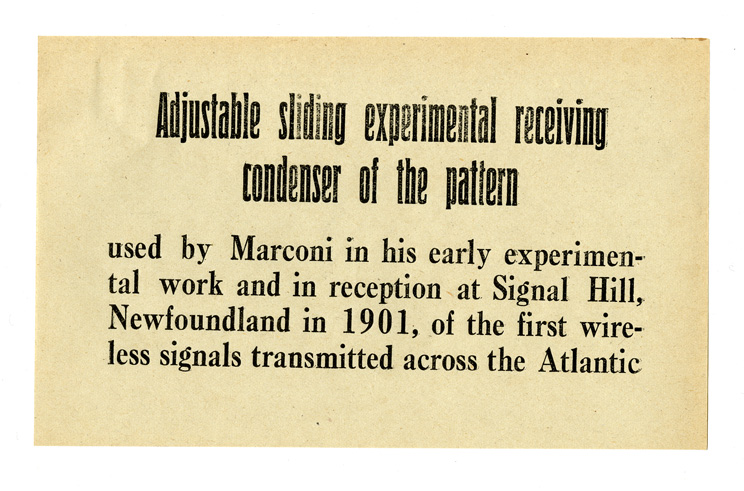 Adjustable sliding experimental receiving
condenser of the pattern
used by Marconi in his early experimen-
tal work and in reception at Signal Hill,
Newfoundland in 1901, of the first wire-
less signals transmitted across the Atlantic